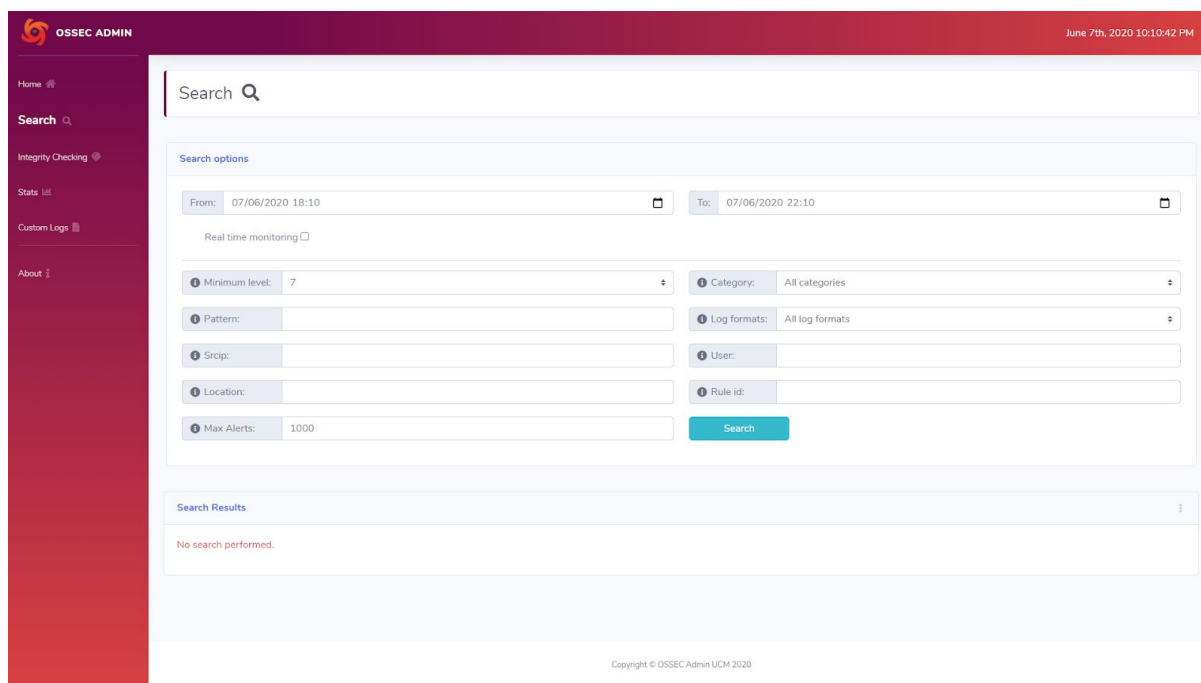 OSSEC ADMIN
June 7th, 2020 10:10:42 PM
Home
Search
Integrity Checking
Stats
Custom Logs
About
Search
Search options
From: 07/06/2020 18:10
To: 07/06/2020 22:10
Real time monitoring
Minimum level: 7
Category: All categories
Pattern:
Log formats: All log formats
Srcip:
User:
Location:
Rule id:
Max Alerts: 1000
Search
Search Results
No search performed.
Copyright © OSSEC Admin UCM 2020